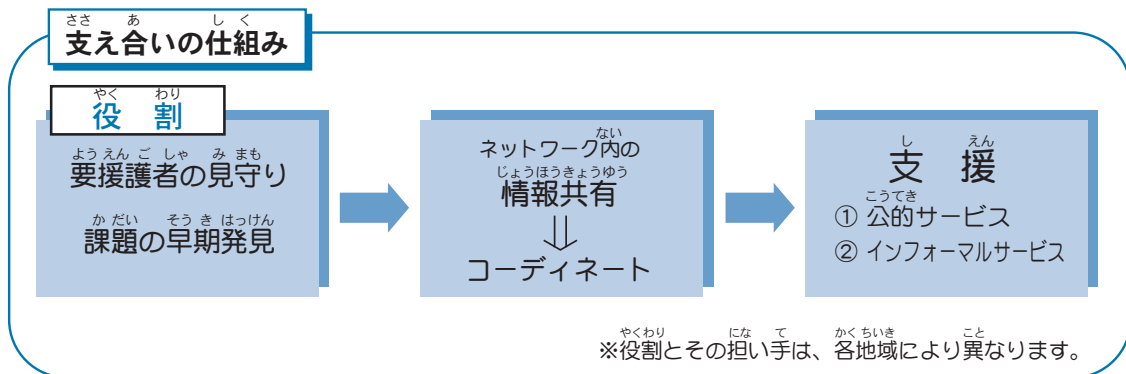 支え合いの仕組み
役割
要援護者の見守り
課題の早期発見
ネットワーク内の
情報共有
⇓
コーディネート
支援
① 公的サービス
② インフォーマルサービス
※役割とその担い手は、各地域により異なります。